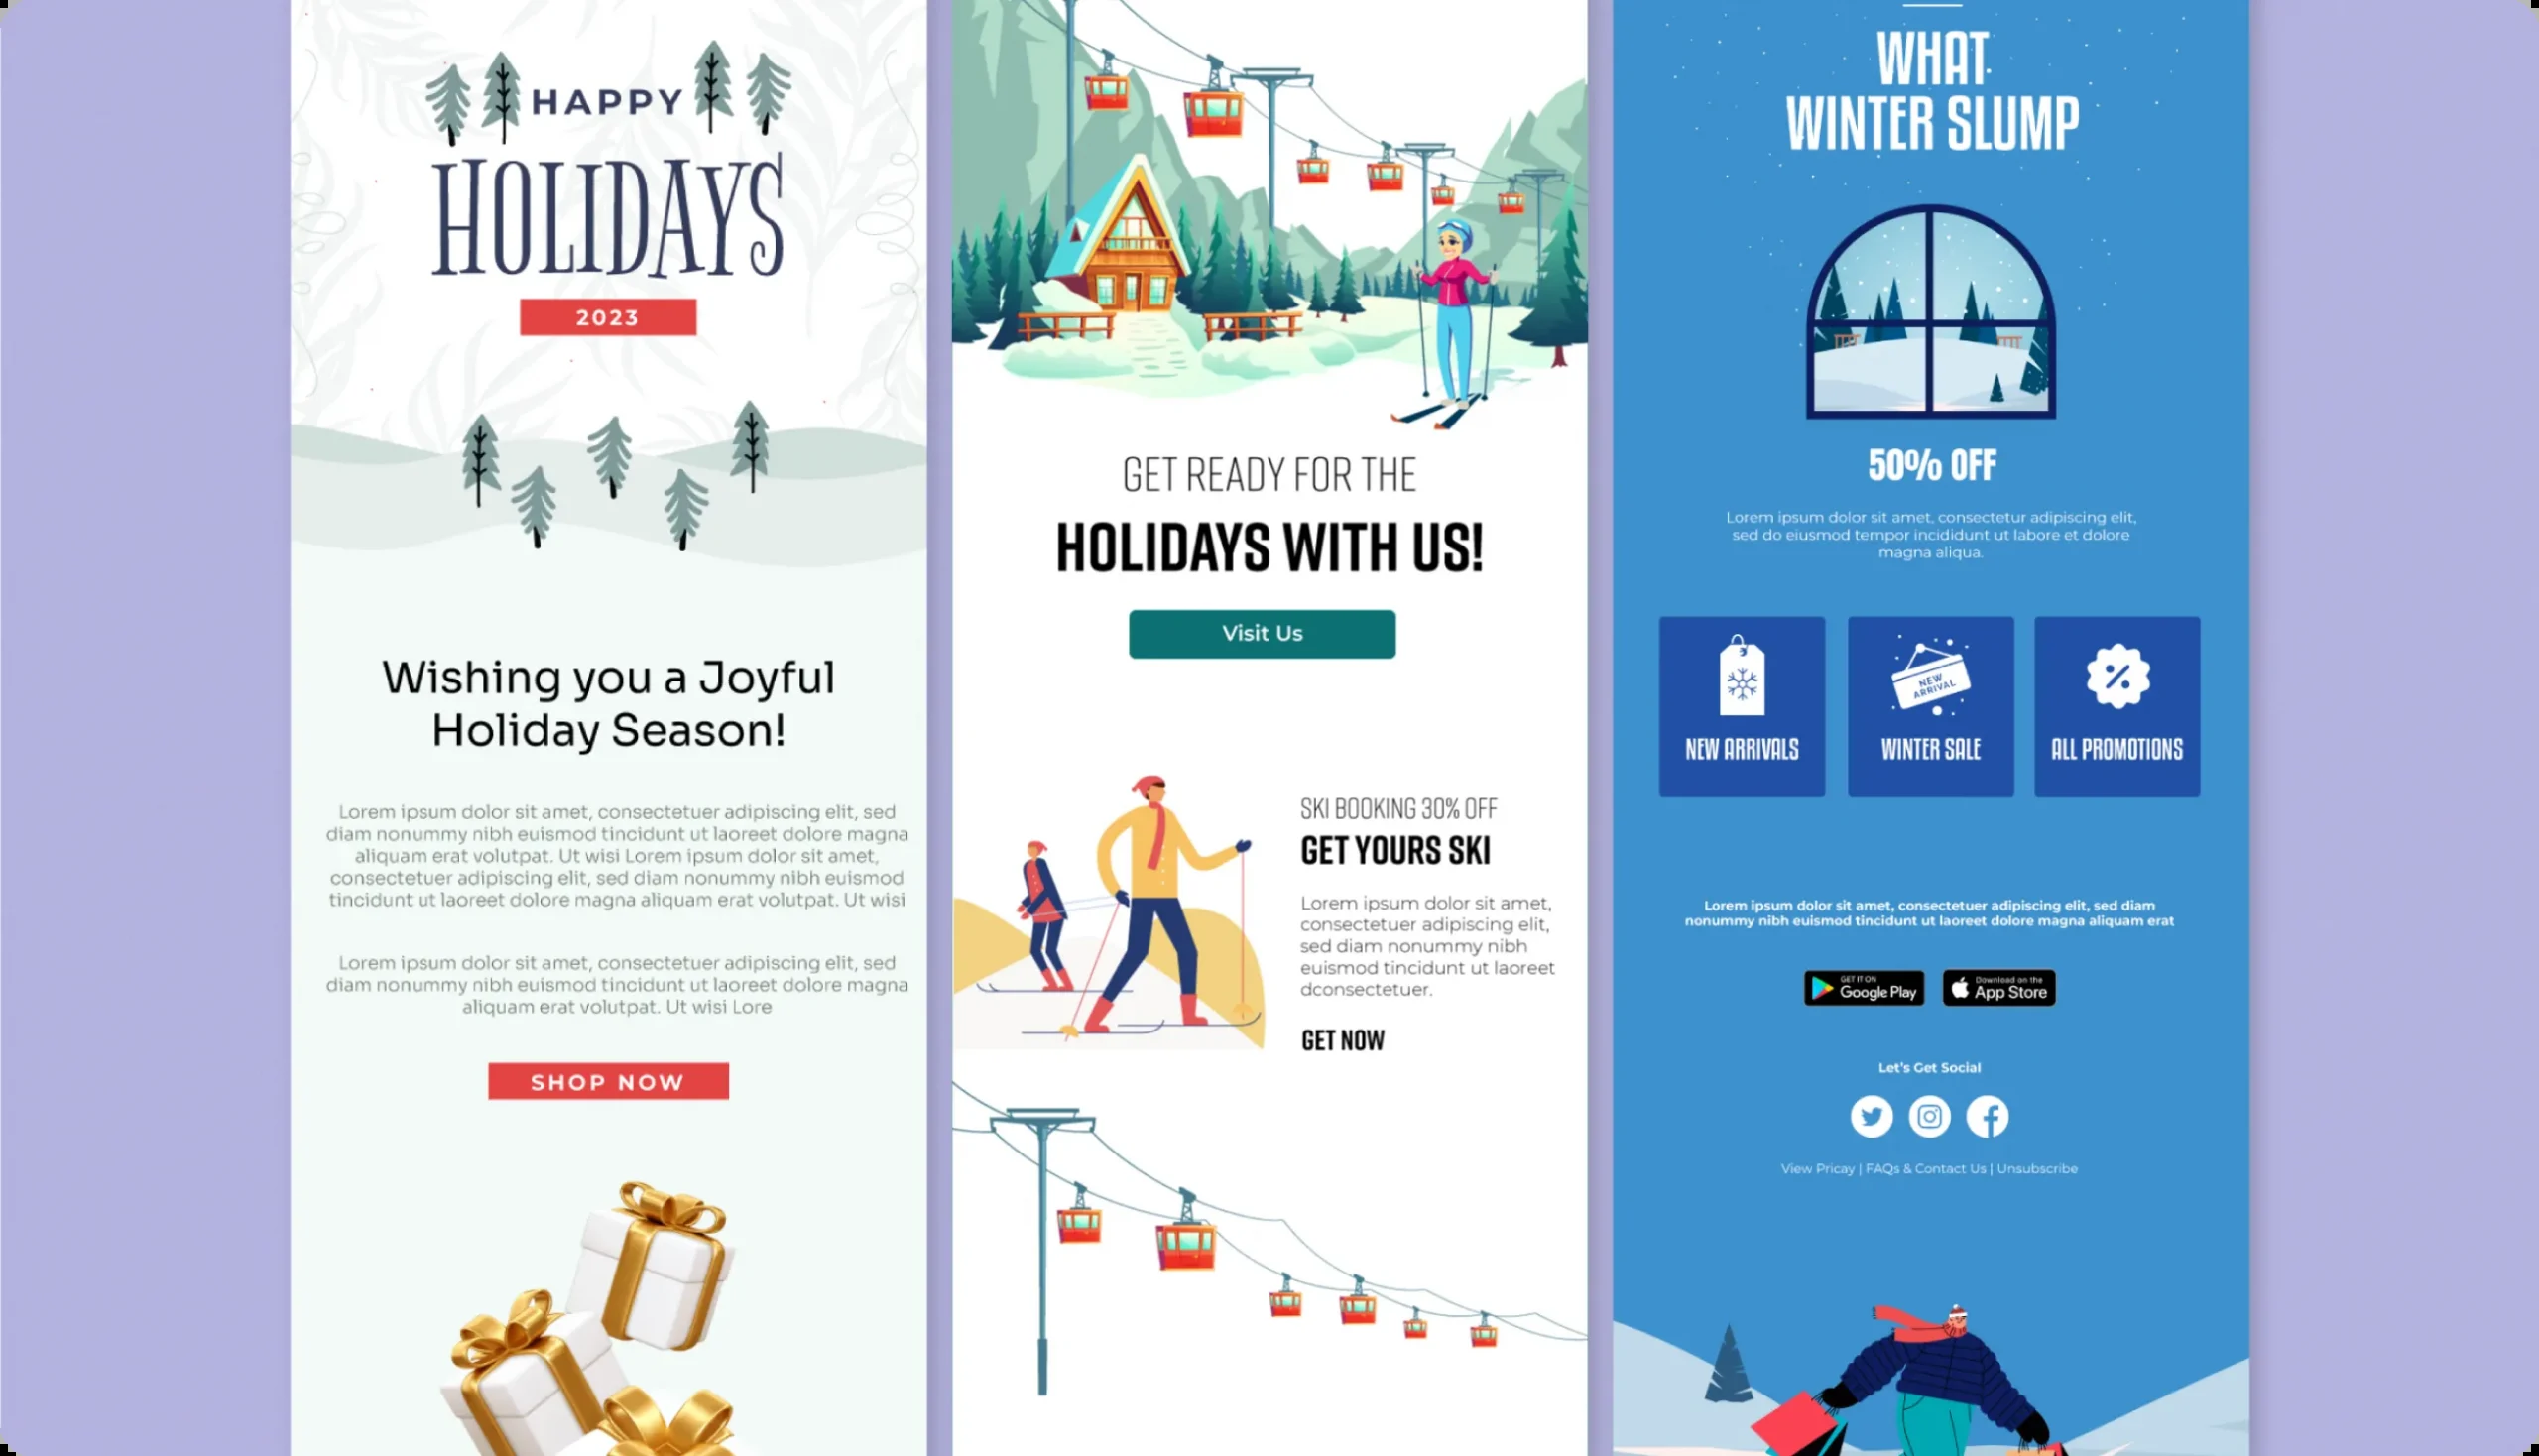 HAPPY
HOLIDAYS
2023
Wishing you a Joyful
Holiday Season!
Lorem ipsum dolor sit amet, consectetuer adipiscing elit, sed
diam nonummy nibh euismod tincidunt ut laoreet dolore magna
aliquam erat volutpat. Ut wisi Lorem ipsum dolor sit amet,
consectetuer adipiscing elit, sed diam nonummy nibh euismod
tincidunt ut laoreet dolore magna aliquam erat volutpat. Ut wisi
Lorem ipsum dolor sit amet, consectetuer adipiscing elit, sed
diam nonummy nibh euismod tincidunt ut laoreet dolore magna
aliquam erat volutpat. Ut wisi Lore
SHOP NOW
GET READY FOR THE
HOLIDAYS WITH US!
Visit Us
SKI BOOKING 30% OFF
GET YOURS SKI
Lorem ipsum dolor sit amet,
consectetuer adipiscing elit,
sed diam nonummy nibh
euismod tincidunt ut laoreet
dconsectetuer.
GET NOW
WHAT
WINTER SLUMP
50% OFF
Lorem ipsum dolor sit amet, consectetur adipiscing elit,
sed do eiusmod tempor incididunt ut labore et dolore
magna aliqua.
NEW ARRIVALS
NEW
ARRIVAL
WINTER SALE
%
ALL PROMOTIONS
Lorem ipsum dolor sit amet, consectetuer adipiscing elit, sed diam
nonummy nibh euismod tincidunt ut laoreet dolore magna aliquam erat
GET IT ON
Google Play
Download on the
App Store
Let's Get Social
View Pricay | FAQs & Contact Us | Unsubscribe